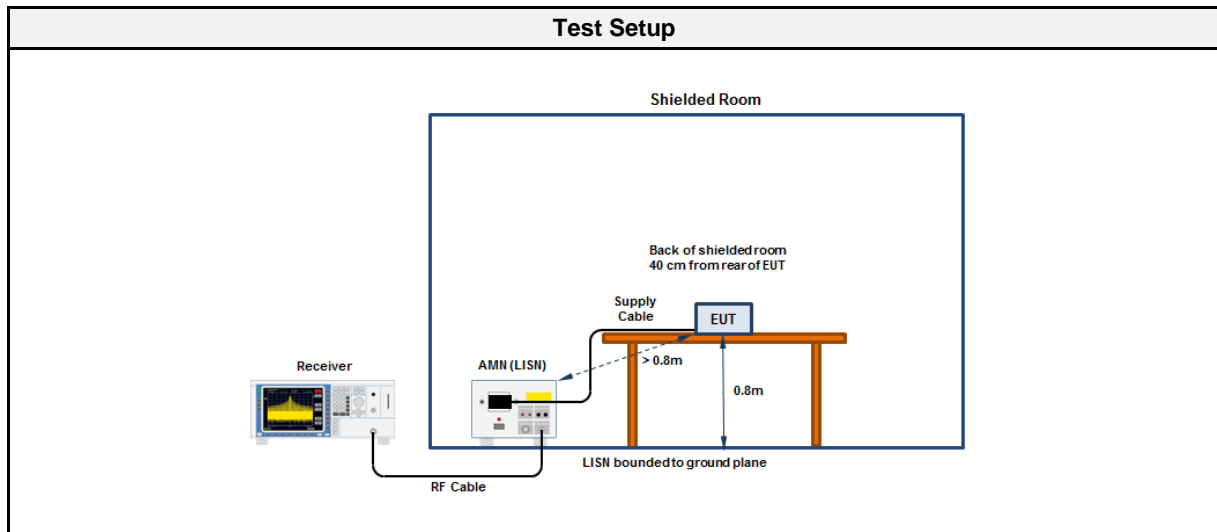 Test Setup
Shielded Room
Back of shielded room
40 cm from rear of EUT
Supply
Cable
EUT
> 0.8m
AMN (LISN)
Receiver
0.8m
LISN bounded to ground plane
RF Cable